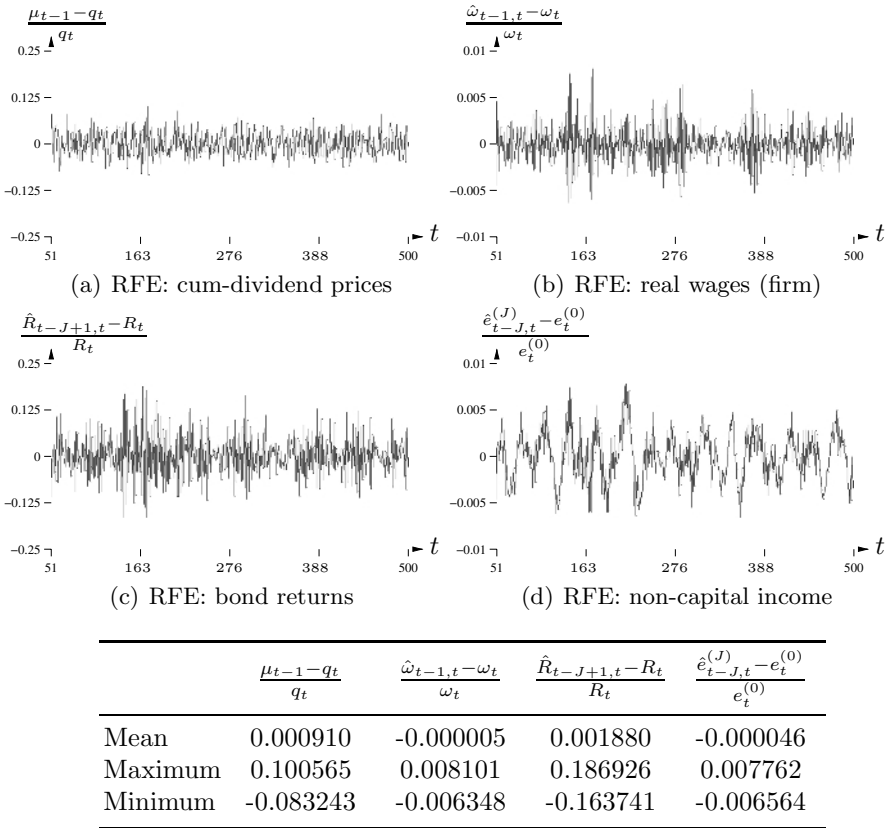 μ_{t−1}−q_t / q_t
0.25
0.125
0
−0.125
−0.25
51 163 276 388 500 t
(a) RFE: cum-dividend prices
ω̂_{t−1,t}−ω_t / ω_t
0.01
0.005
0
−0.005
−0.01
51 163 276 388 500 t
(b) RFE: real wages (firm)
R̂_{t−J+1,t}−R_t / R_t
0.25
0.125
0
−0.125
−0.25
51 163 276 388 500 t
(c) RFE: bond returns
ê^{(J)}_{t−J,t}−e^{(0)}_t / e^{(0)}_t
0.01
0.005
0
−0.005
−0.01
51 163 276 388 500 t
(d) RFE: non-capital income
μ_{t−1}−q_t / q_t ω̂_{t−1,t}−ω_t / ω_t R̂_{t−J+1,t}−R_t / R_t ê^{(J)}_{t−J,t}−e^{(0)}_t / e^{(0)}_t
Mean 0.000910 -0.000005 0.001880 -0.000046
Maximum 0.100565 0.008101 0.186926 0.007762
Minimum -0.083243 -0.006348 -0.163741 -0.006564